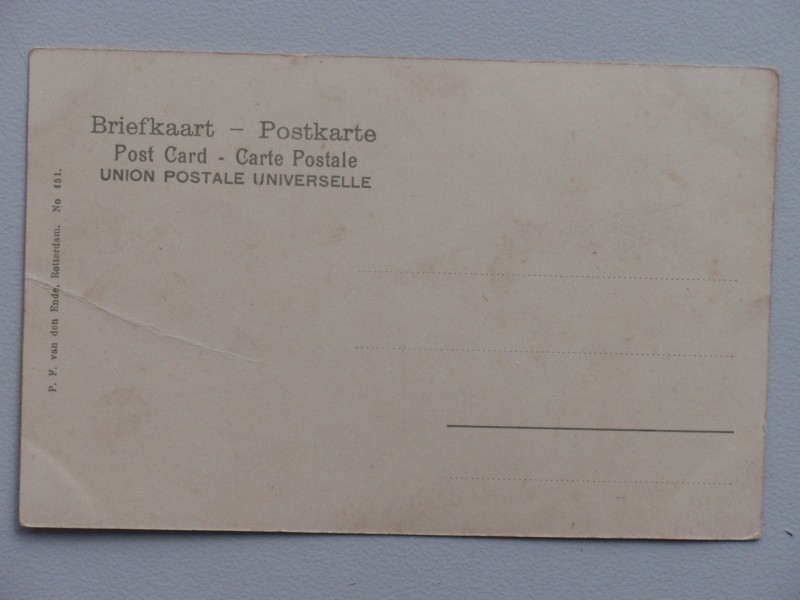 Briefkaart – Postkarte
Post Card - Carte Postale
UNION POSTALE UNIVERSELLE
P. F. van den Ende, Rotterdam. No 451.